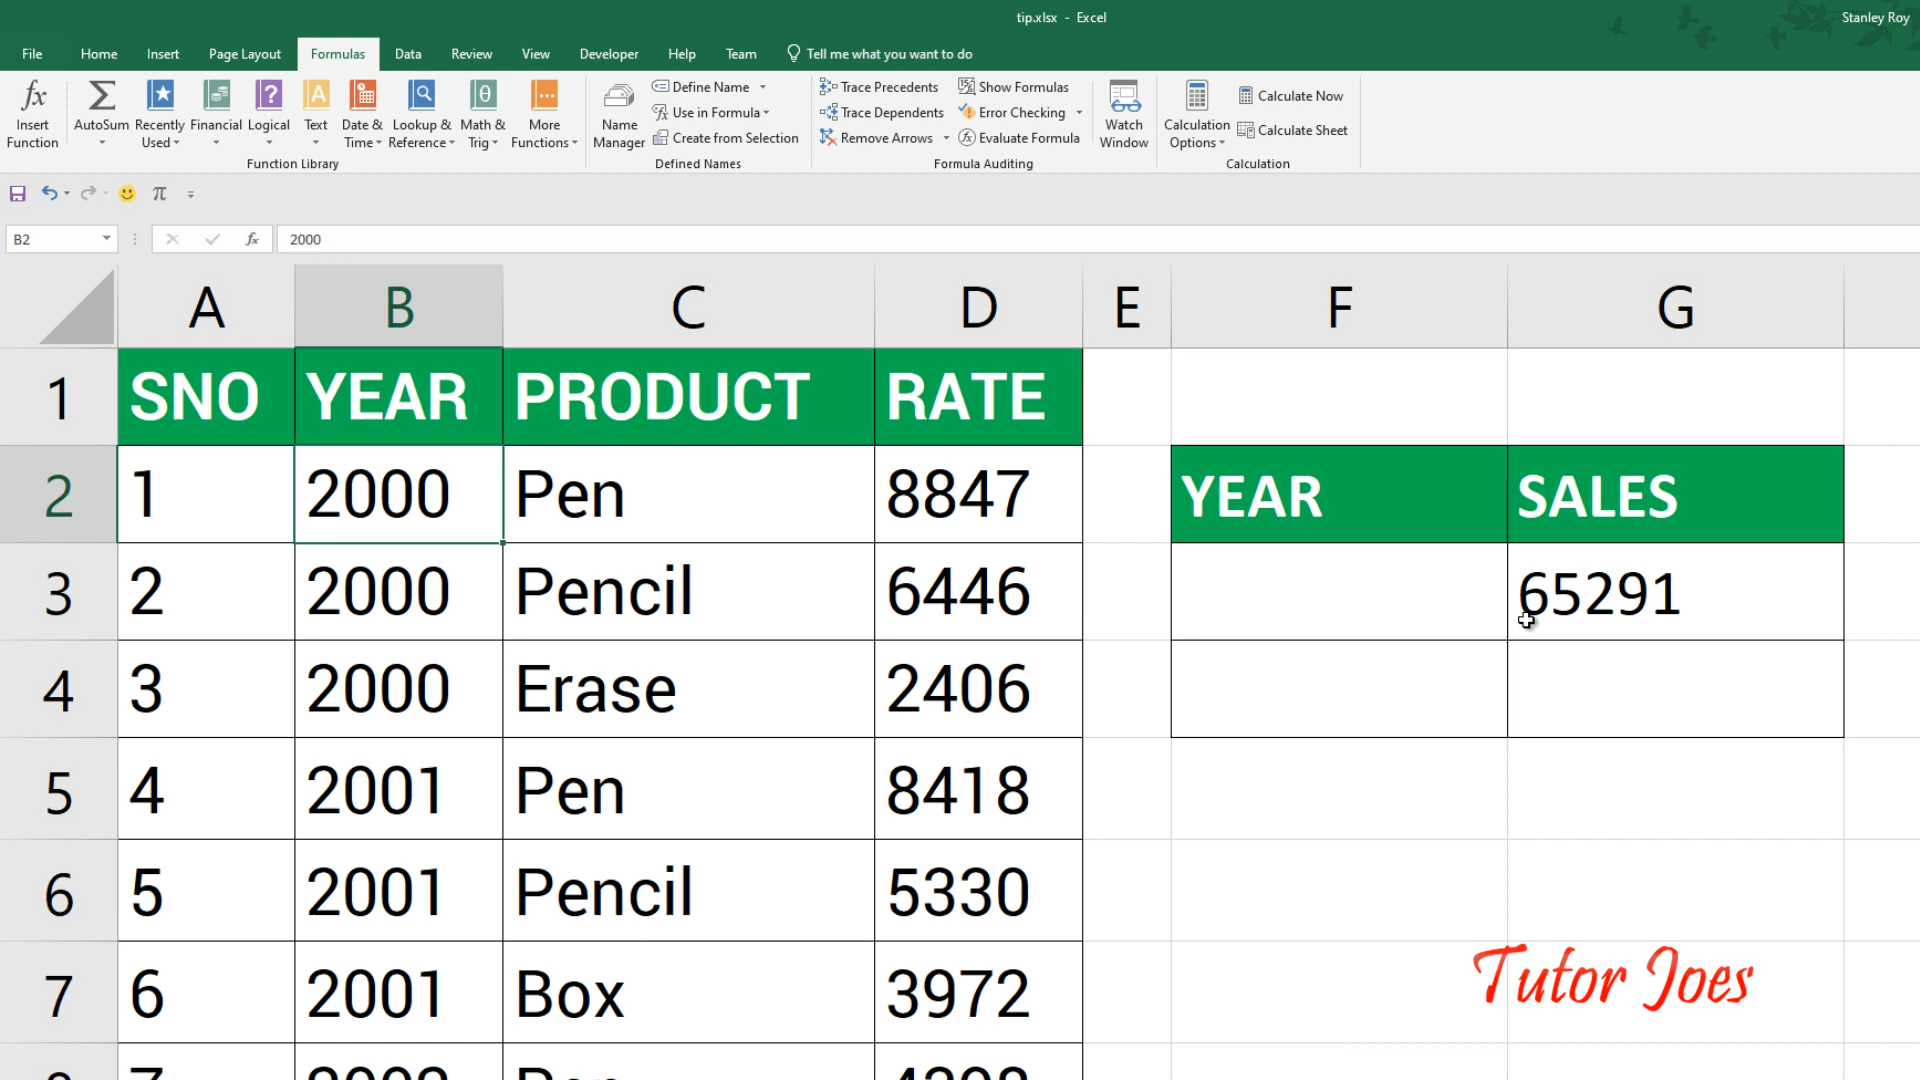 tip.xlsx - Excel
Stanley Roy
File Home Insert Page Layout Formulas Data Review View Developer Help Team Tell me what you want to do
fx Insert Function
AutoSum
Recently Used
Financial
Logical
Text
Date & Time
Lookup & Reference
Math & Trig
More Functions
Function Library
Name Manager
Define Name
Use in Formula
Create from Selection
Defined Names
Trace Precedents
Trace Dependents
Remove Arrows
Show Formulas
Error Checking
Evaluate Formula
Formula Auditing
Watch Window
Calculation Options
Calculate Now
Calculate Sheet
Calculation
π
B2 fx 2000
A B C D E F G
1 SNO YEAR PRODUCT RATE
2 1 2000 Pen 8847 YEAR SALES
3 2 2000 Pencil 6446 65291
4 3 2000 Erase 2406
5 4 2001 Pen 8418
6 5 2001 Pencil 5330
7 6 2001 Box 3972
Tutor Joes